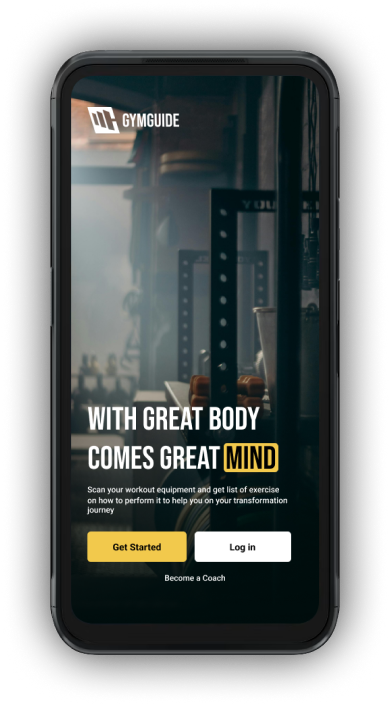 GYMGUIDE
WITH GREAT BODY
COMES GREAT MIND
Scan your workout equipment and get list of exercise
on how to perform it to help you on your transformation
journey
Get Started
Log in
Become a Coach